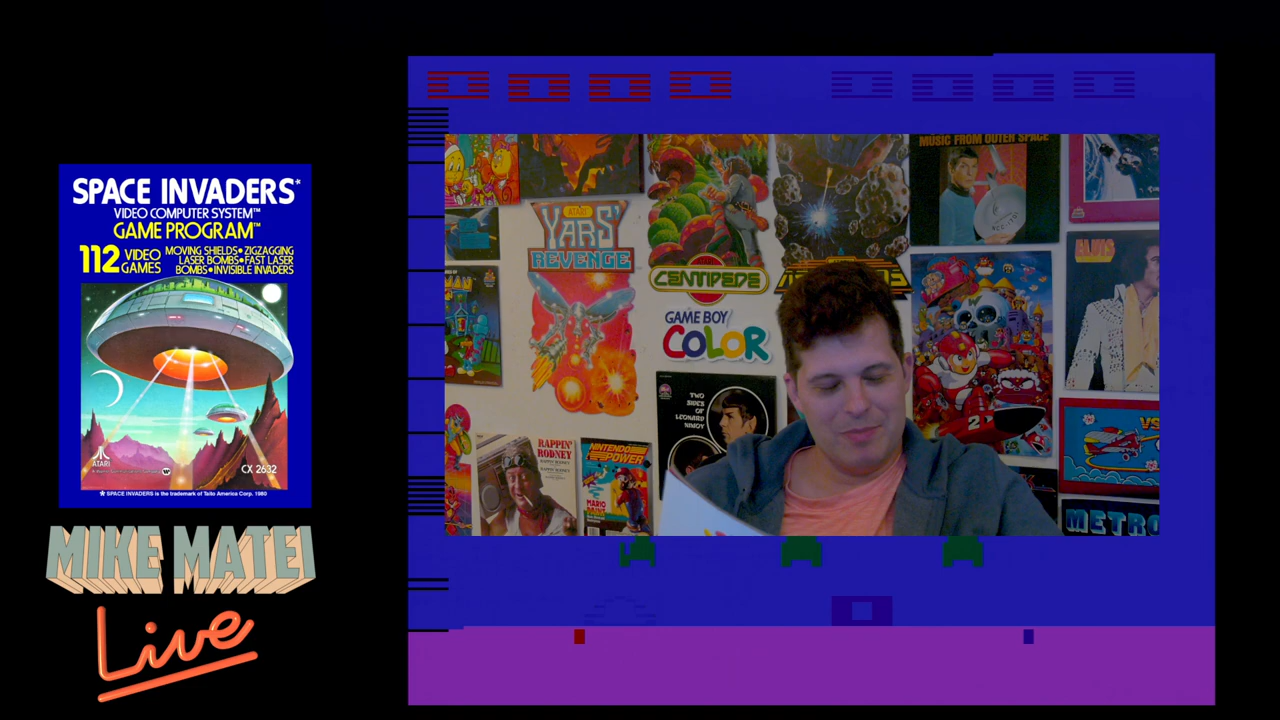 SPACE INVADERS*
VIDEO COMPUTER SYSTEM™
GAME PROGRAM™
112 VIDEO GAMES
MOVING SHIELDS•ZIGZAGGING
LASER BOMBS•FAST LASER
BOMBS•INVISIBLE INVADERS
ATARI
CX 2632
* SPACE INVADERS is the trademark of Taito America Corp. 1980
MIKE MATEI
Live
MUSIC FROM OUTER SPACE
ATARI
YARS'
REVENGE
CENTIPEDE
ELVIS
GAME BOY
COLOR
TWO
SIDES
OF
LEONARD
NIMOY
2
VS
RAPPIN'
RODNEY
NINTENDO
POWER
METRO